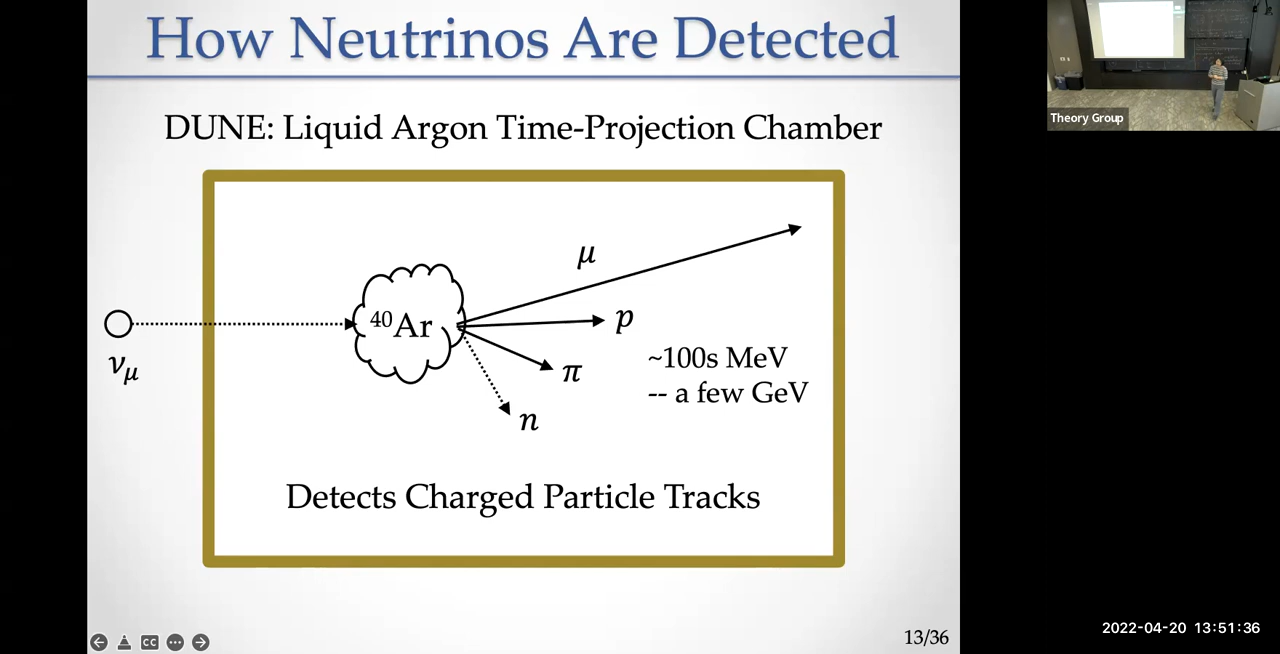 How Neutrinos Are Detected
DUNE: Liquid Argon Time-Projection Chamber
μ
⁴⁰Ar
p
ν_μ
π
~100s MeV
-- a few GeV
n
Detects Charged Particle Tracks
CC
13/36
Theory Group
2022-04-20 13:51:36